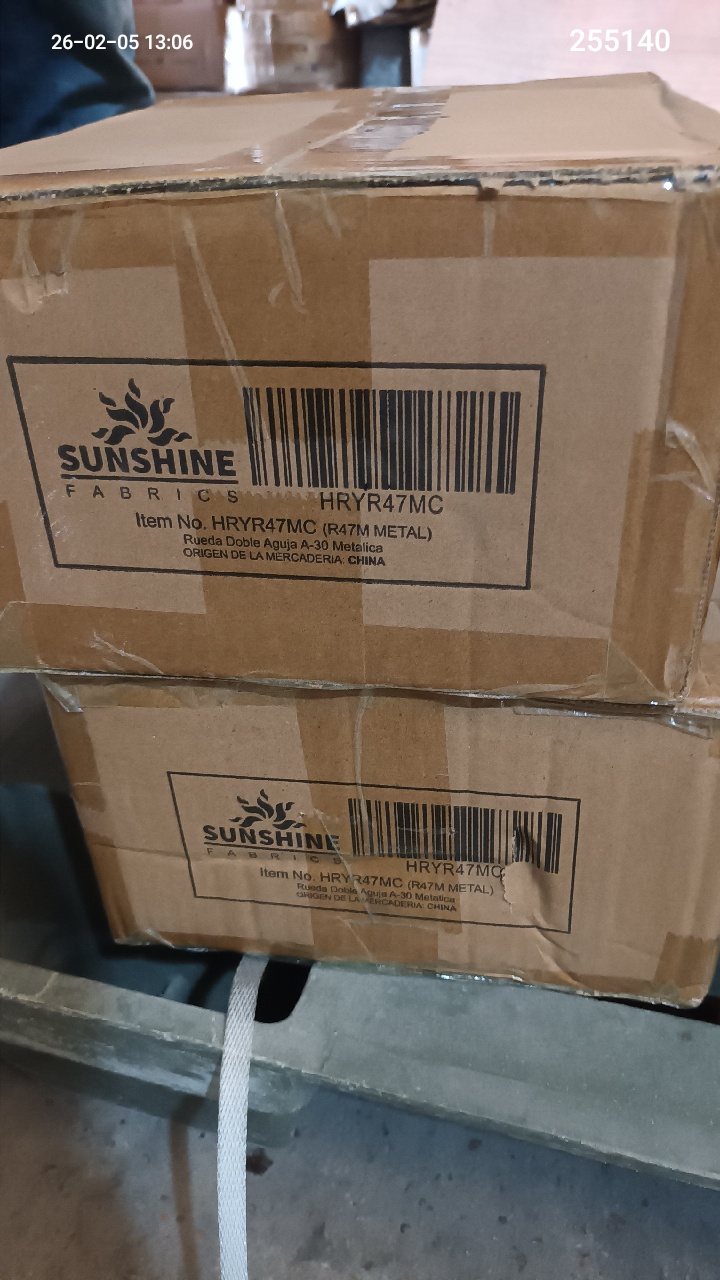 26-02-05 13:06
255140
SUNSHINE
FABRICS
HRYR47MC
Item No. HRYR47MC (R47M METAL)
Rueda Doble Aguja A-30 Metalica
ORIGEN DE LA MERCADERIA: CHINA
SUNSHINE
FABRICS
HRYR47MC
Item No. HRYR47MC (R47M METAL)
Rueda Doble Aguja A-30 Metalica
ORIGEN DE LA MERCADERIA: CHINA